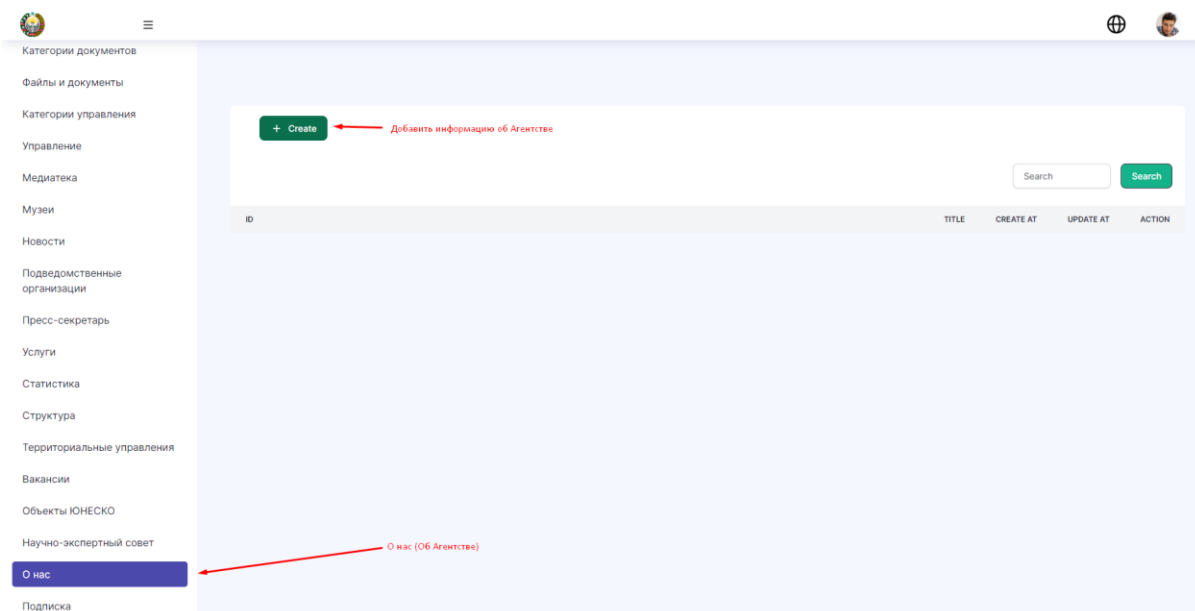 Категории документов
Файлы и документы
Категории управления
Управление
Медиатека
Музеи
Новости
Подведомственные
организации
Пресс-секретарь
Услуги
Статистика
Структура
Территориальные управления
Вакансии
Объекты ЮНЕСКО
Научно-экспертный совет
О нас
Подписка
+ Create
Добавить информацию об Агентстве
Search Search
ID TITLE CREATE AT UPDATE AT ACTION
О нас (Об Агентстве)